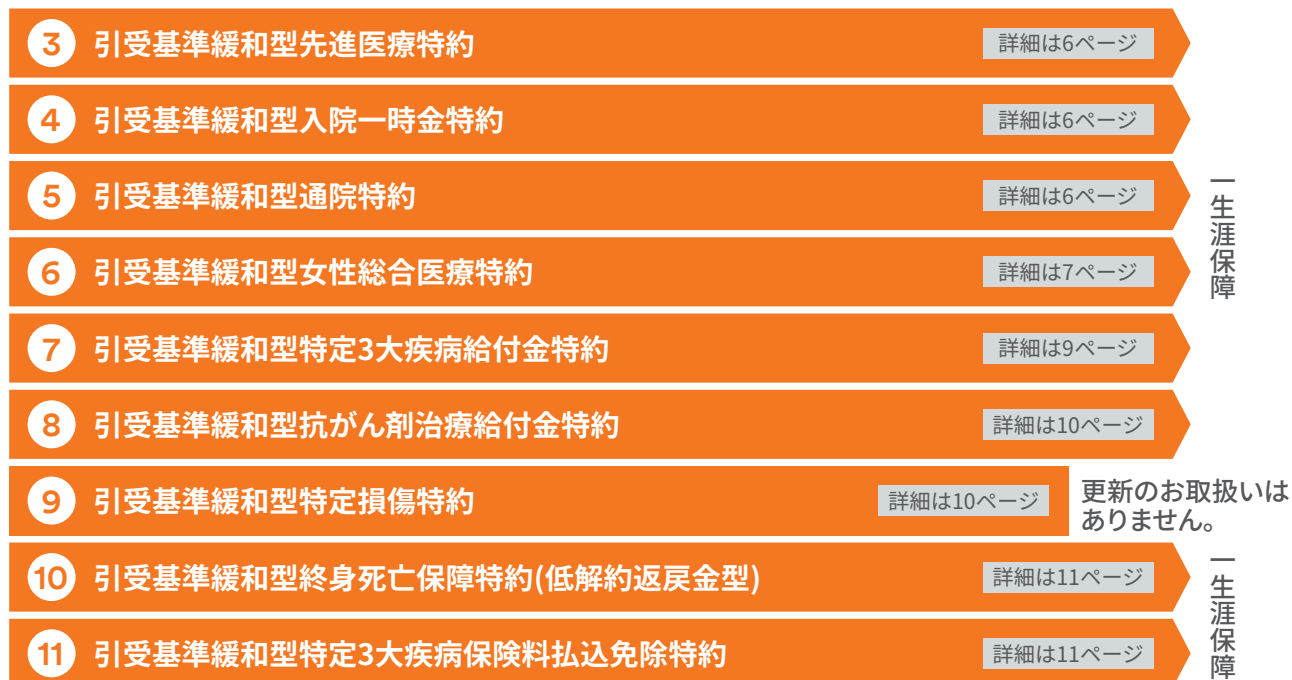 3 引受基準緩和型先進医療特約 詳細は6ページ
4 引受基準緩和型入院一時金特約 詳細は6ページ
5 引受基準緩和型通院特約 詳細は6ページ
6 引受基準緩和型女性総合医療特約 詳細は7ページ
7 引受基準緩和型特定3大疾病給付金特約 詳細は9ページ
8 引受基準緩和型抗がん剤治療給付金特約 詳細は10ページ
一生涯保障
9 引受基準緩和型特定損傷特約 詳細は10ページ
更新のお取扱いは
ありません。
10 引受基準緩和型終身死亡保障特約(低解約返戻金型) 詳細は11ページ
11 引受基準緩和型特定3大疾病保険料払込免除特約 詳細は11ページ
一生涯保障